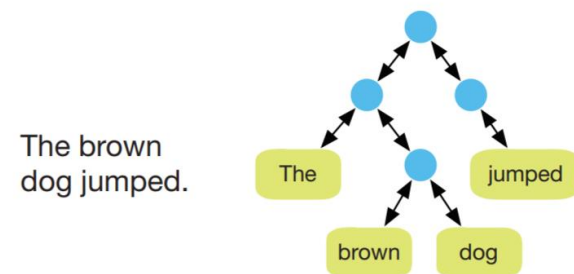 The brown
dog jumped.
The
jumped
brown
dog